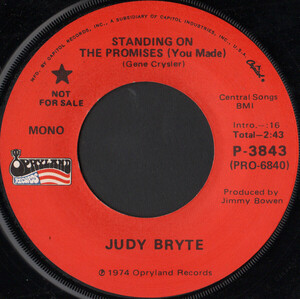 MFD. BY CAPITOL RECORDS, INC., A SUBSIDIARY OF CAPITOL INDUSTRIES, INC., U.S.A.
STANDING ON
THE PROMISES (You Made)
(Gene Crysler)
Capitol
NOT
FOR SALE
MONO
Central Songs
BMI
Intro.—:16
Total—2:43
P-3843
(PRO-6840)
OPRYLAND
RECORDS
Produced by
Jimmy Bowen
JUDY BRYTE
℗ 1974 Opryland Records